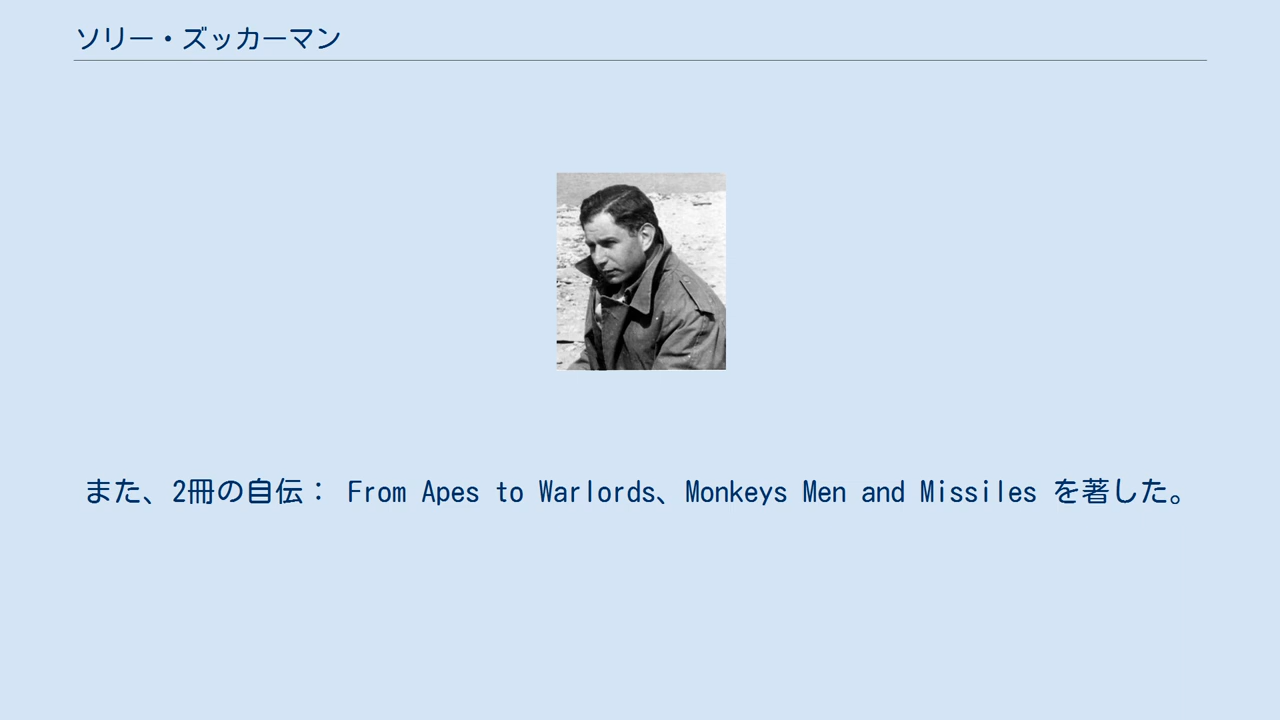 ソリー・ズッカーマン
また、2冊の自伝： From Apes to Warlords、Monkeys Men and Missiles を著した。